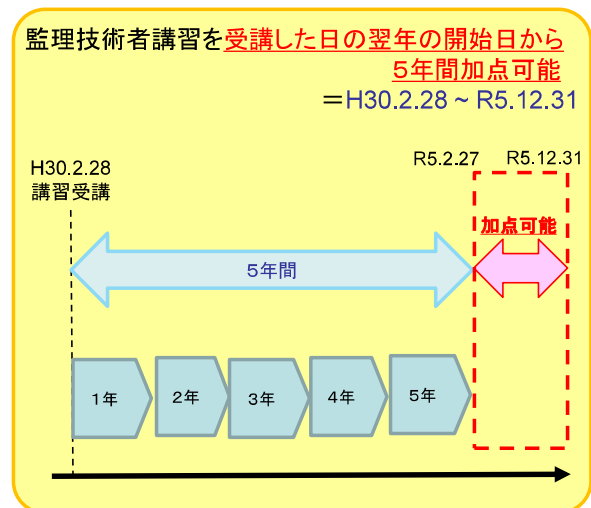 監理技術者講習を受講した日の翌年の開始日から
5年間加点可能
＝H30.2.28 ~ R5.12.31
H30.2.28
講習受講
R5.2.27
R5.12.31
加点可能
5年間
1年
2年
3年
4年
5年